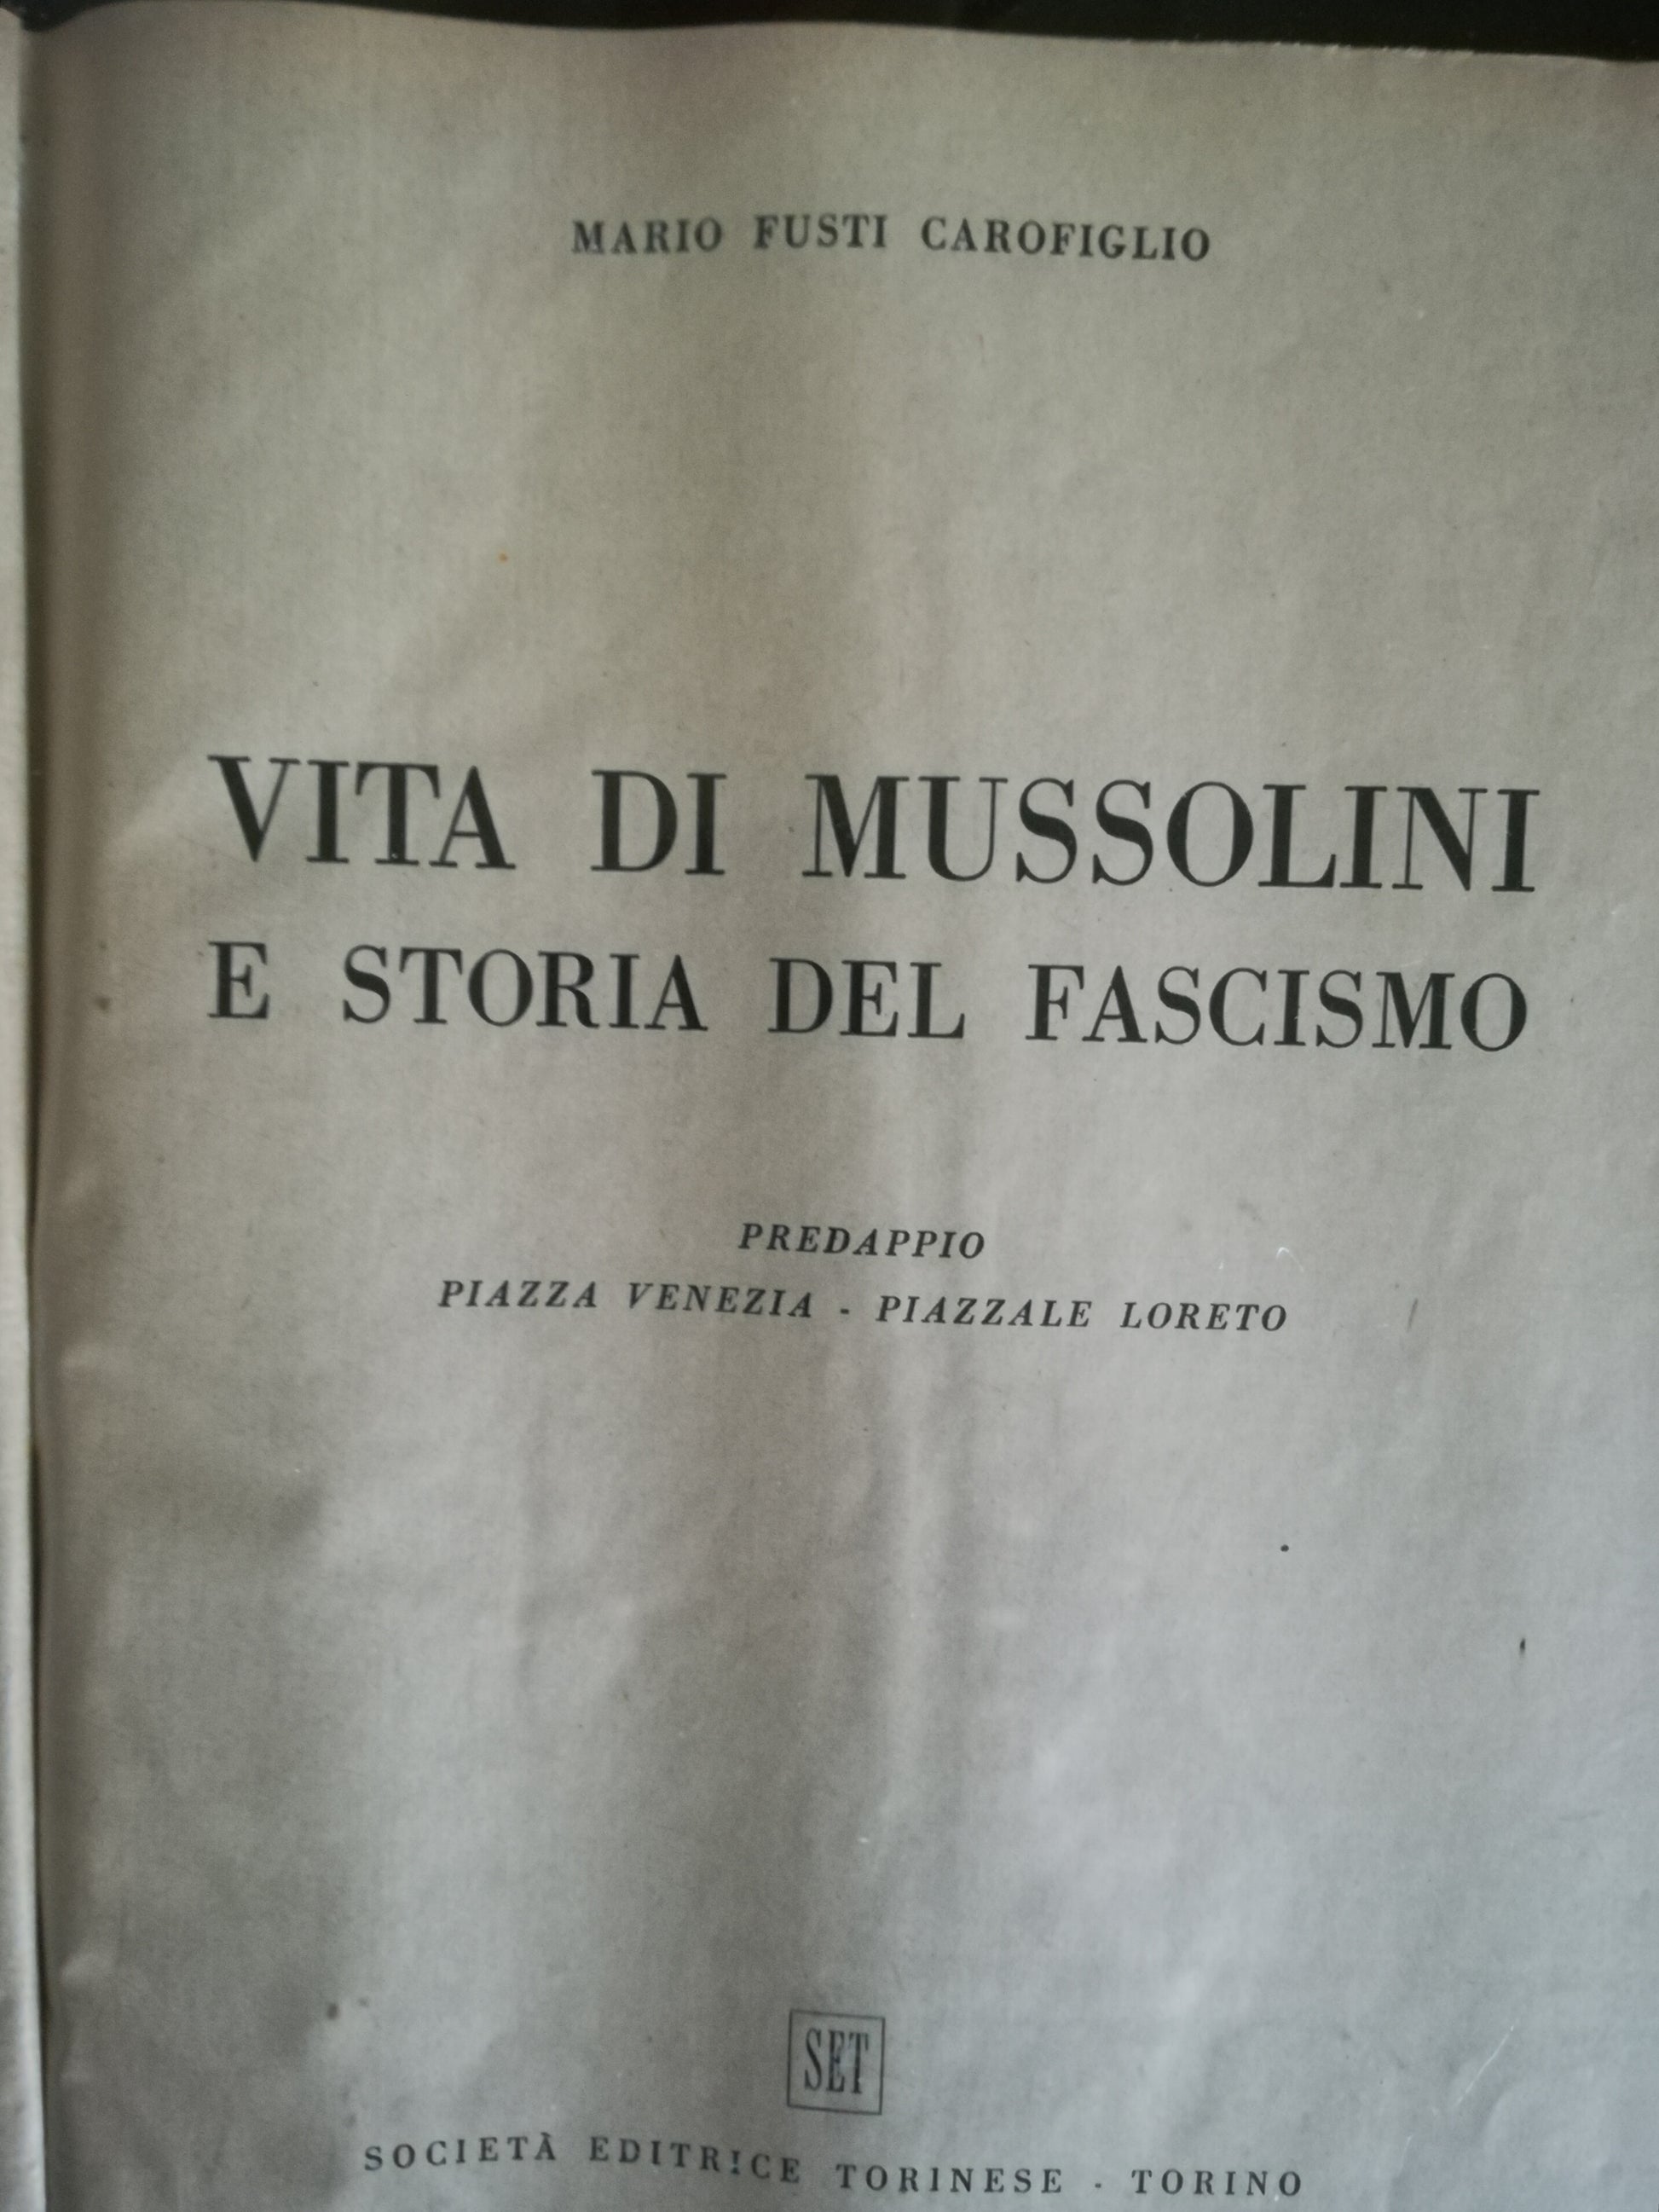 MARIO FUSTI CAROFIGLIO
VITA DI MUSSOLINI
E STORIA DEL FASCISMO
PREDAPPIO
PIAZZA VENEZIA - PIAZZALE LORETO
SET
SOCIETÀ EDITRICE TORINESE - TORINO